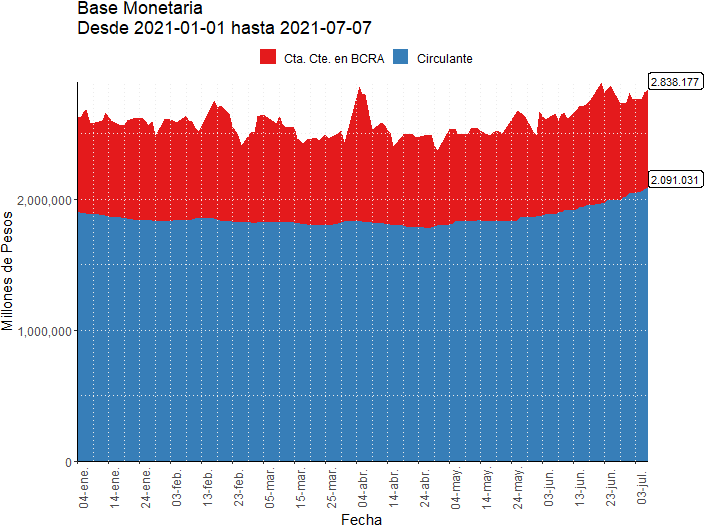 Base Monetaria
Desde 2021-01-01 hasta 2021-07-07
Cta. Cte. en BCRA
Circulante
2.838.177
2.091.031
Millones de Pesos
2,000,000
1,000,000
0
04-ene.
14-ene.
24-ene.
03-feb.
13-feb.
23-feb.
05-mar.
15-mar.
25-mar.
04-abr.
14-abr.
24-abr.
04-may.
14-may.
24-may.
03-jun.
13-jun.
23-jun.
03-jul.
Fecha